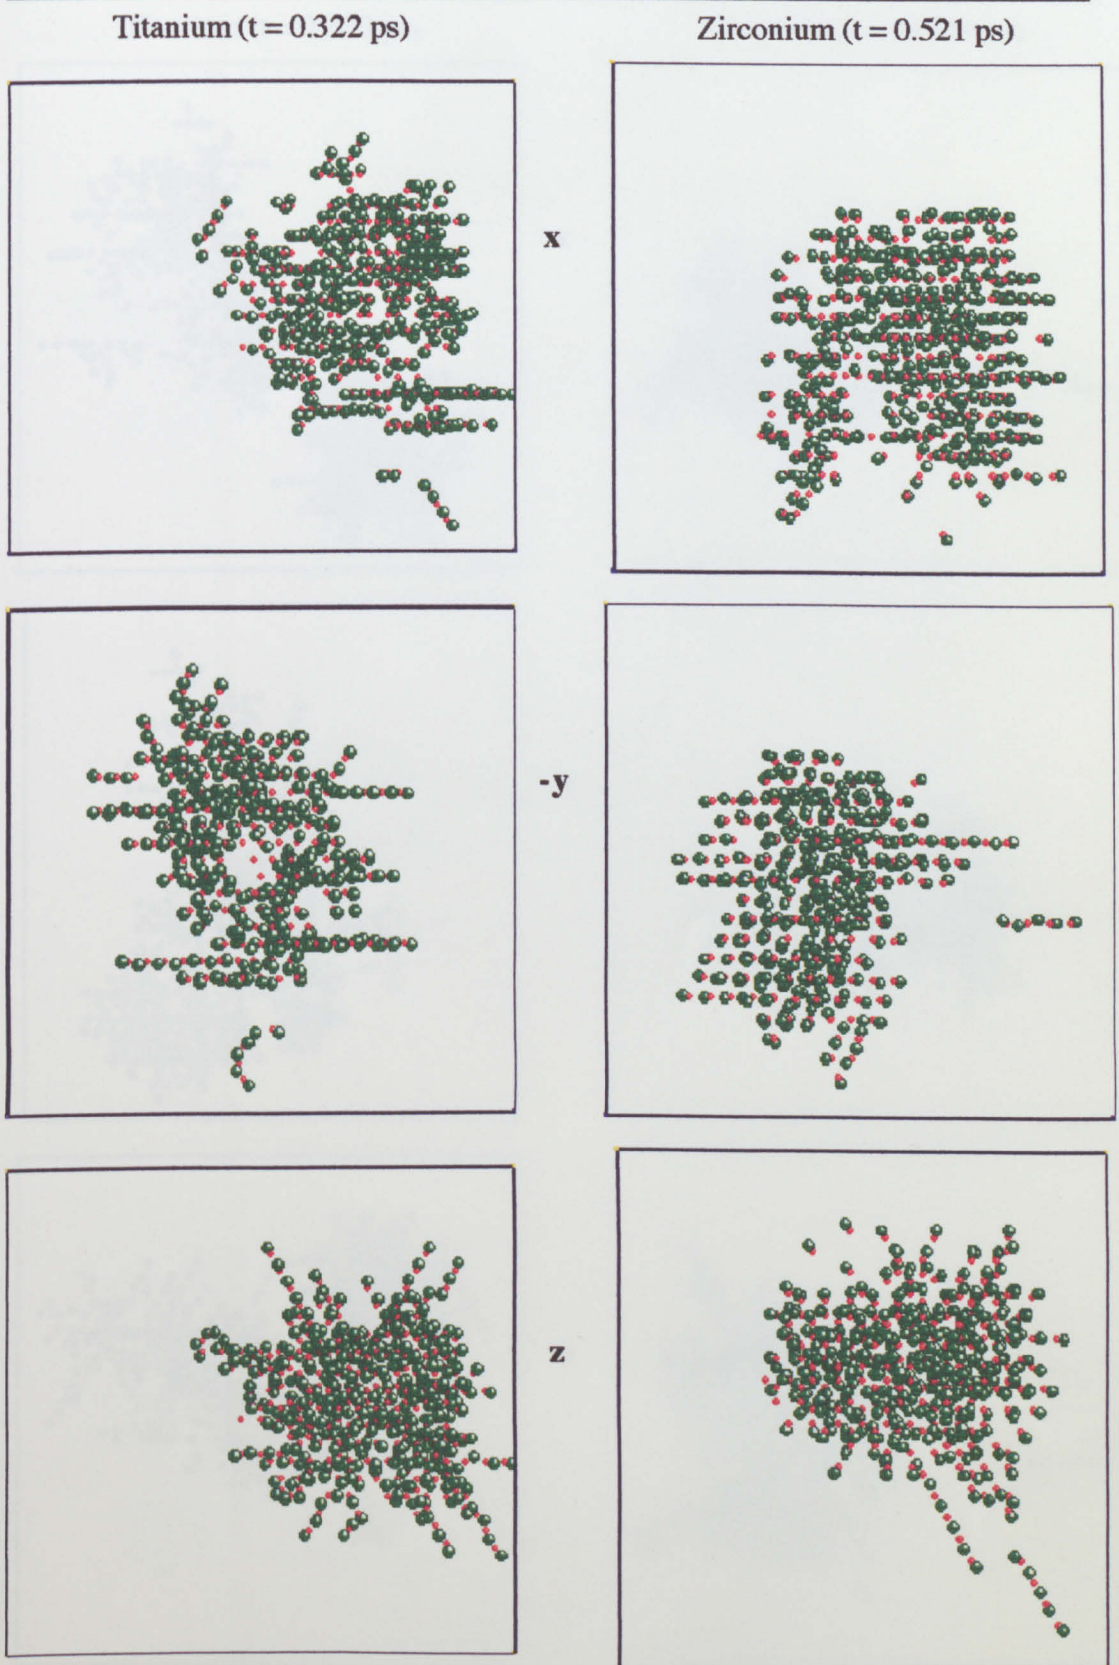 Titanium (t = 0.322 ps)
Zirconium (t = 0.521 ps)
x
-y
z